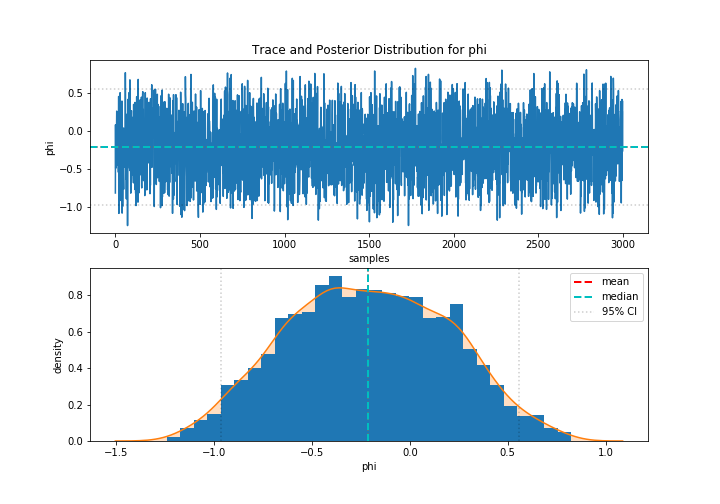 Trace and Posterior Distribution for phi
phi
0.5
0.0
−0.5
−1.0
0
500
1000
1500
2000
2500
3000
samples
density
0.8
0.6
0.4
0.2
0.0
mean
median
95% CI
−1.5
−1.0
−0.5
0.0
0.5
1.0
phi